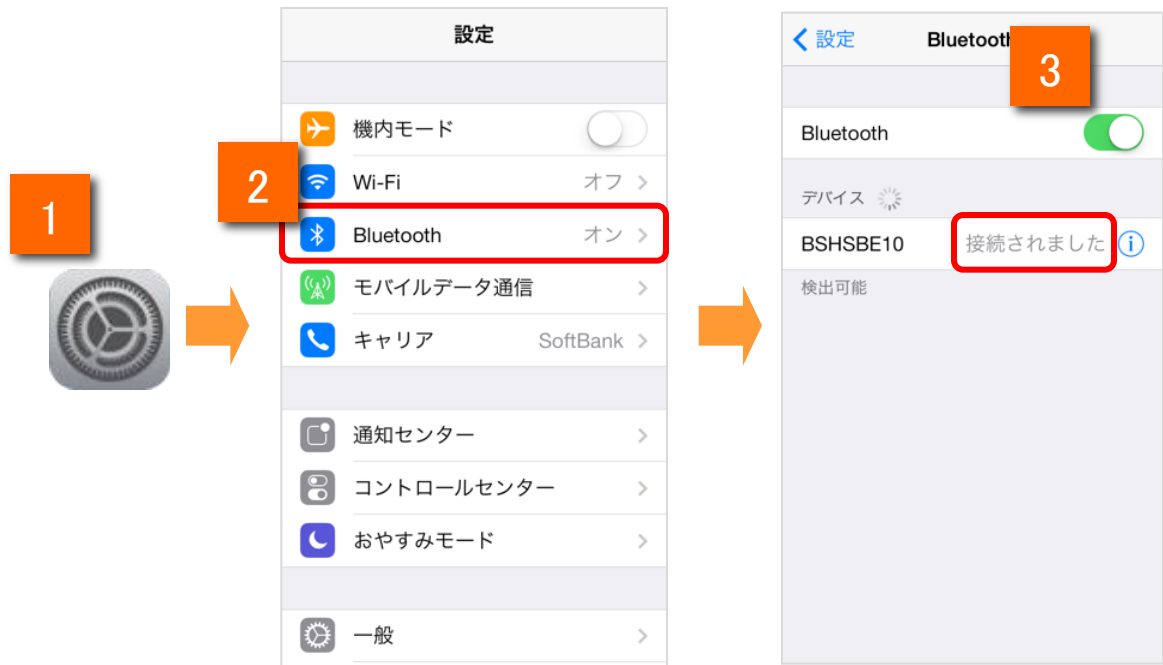 1
2
設定
機内モード
Wi-Fi オフ
Bluetooth オン
モバイルデータ通信
キャリア SoftBank
通知センター
コントロールセンター
おやすみモード
一般
3
設定 Bluetooth
Bluetooth
デバイス
BSHSBE10 接続されました
検出可能